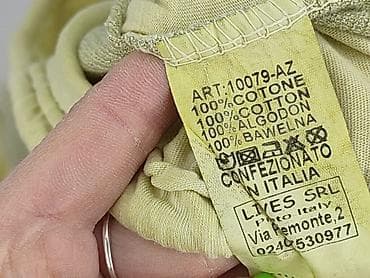 ART:10079-AZ
100% COTONE
100% COTTON
100% ALGODON
100% BAWELNA
CONFEZIONATO
IN ITALIA
LIVES SRL
Prato Italy
Via Piemonte,2
0240530977